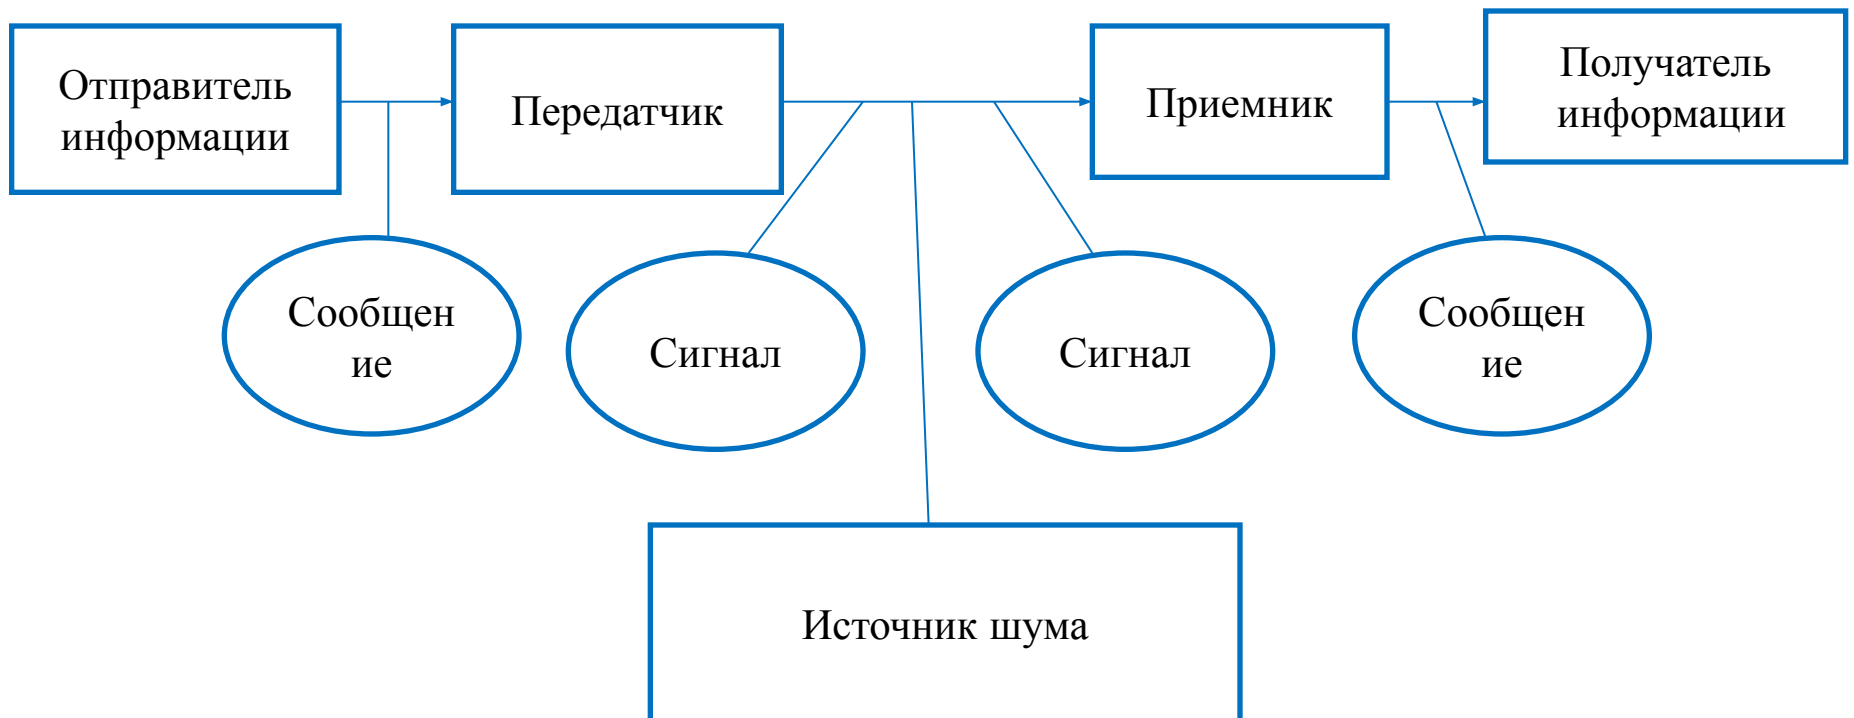 Отправитель
информации
Передатчик
Приемник
Получатель
информации
Сообщен
ие
Сигнал
Сигнал
Сообщен
ие
Источник шума